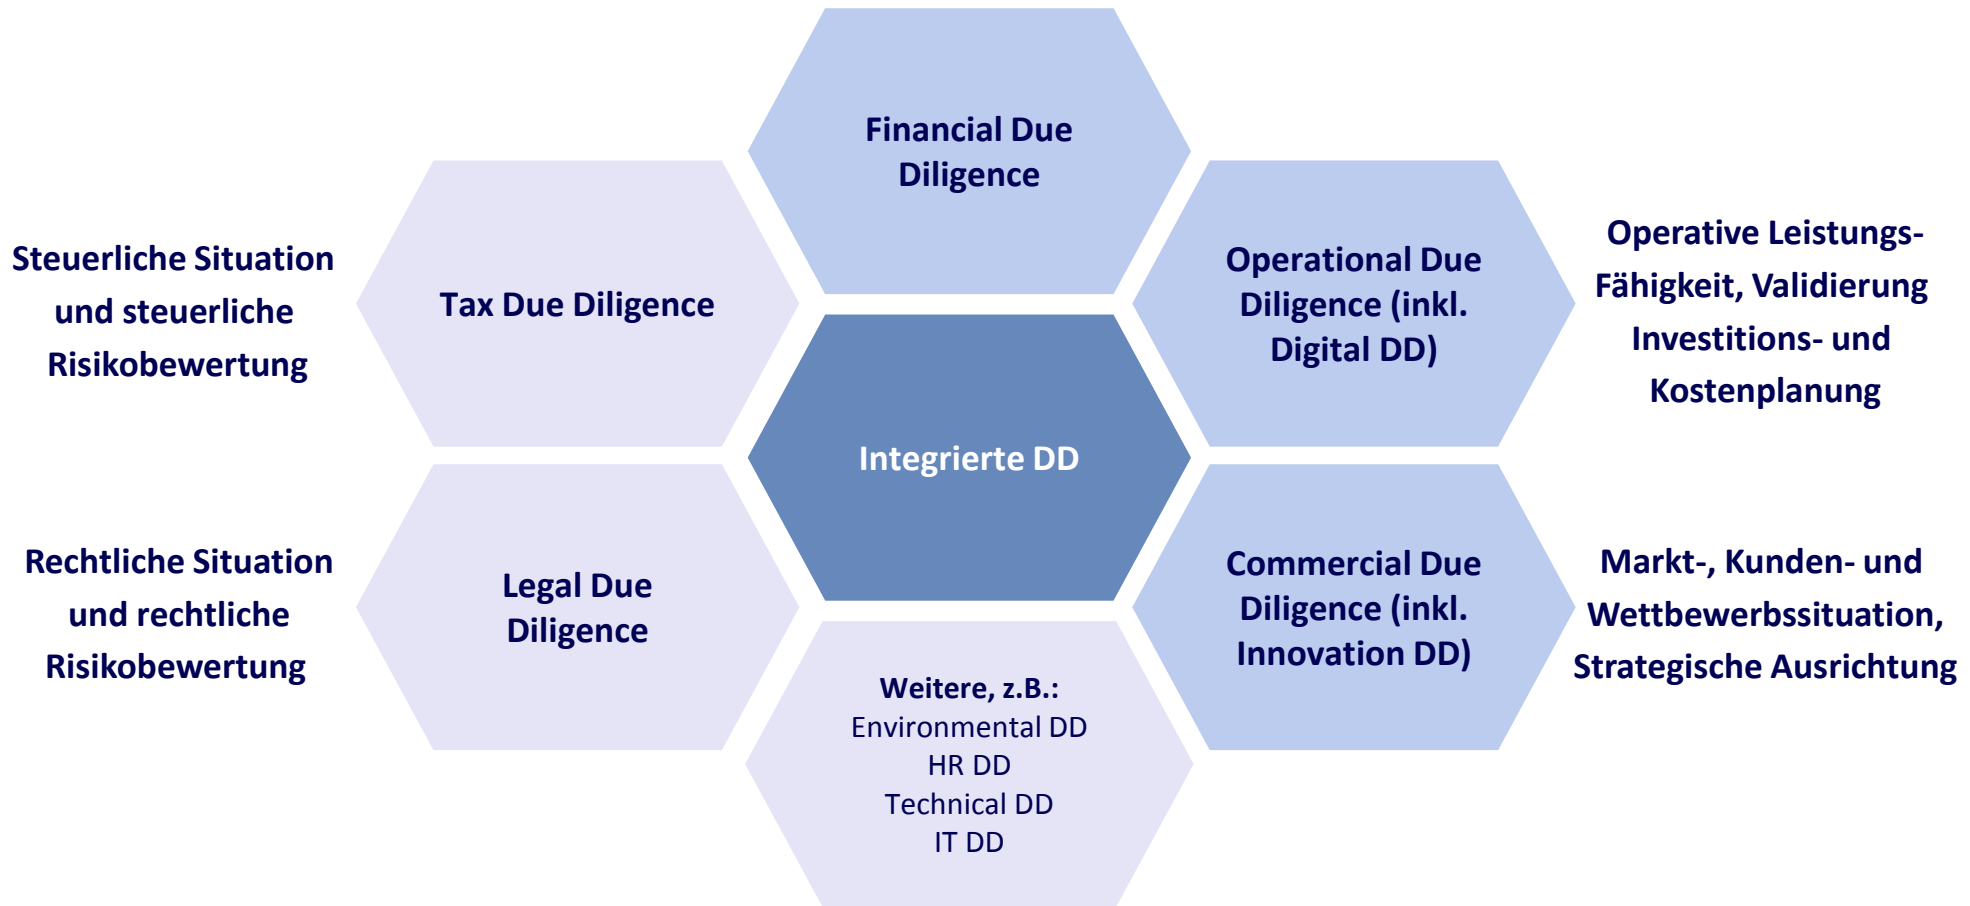 Financial Due
Diligence
Steuerliche Situation
und steuerliche
Risikobewertung
Tax Due Diligence
Operational Due
Diligence (inkl.
Digital DD)
Operative Leistungs-
Fähigkeit, Validierung
Investitions- und
Kostenplanung
Integrierte DD
Rechtliche Situation
und rechtliche
Risikobewertung
Legal Due
Diligence
Commercial Due
Diligence (inkl.
Innovation DD)
Markt-, Kunden- und
Wettbewerbssituation,
Strategische Ausrichtung
Weitere, z.B.:
Environmental DD
HR DD
Technical DD
IT DD